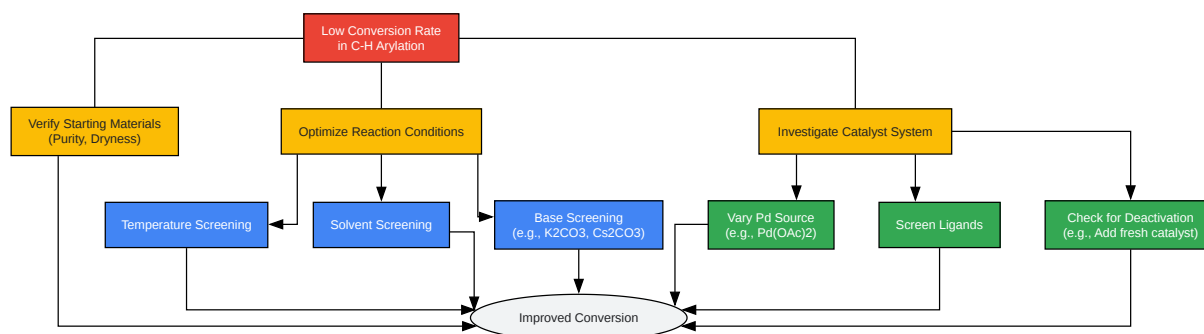 Low Conversion Rate
in C-H Arylation
Verify Starting Materials
(Purity, Dryness)
Optimize Reaction Conditions
Investigate Catalyst System
Temperature Screening
Solvent Screening
Base Screening
(e.g., K2CO3, Cs2CO3)
Vary Pd Source
(e.g., Pd(OAc)2)
Screen Ligands
Check for Deactivation
(e.g., Add fresh catalyst)
Improved Conversion